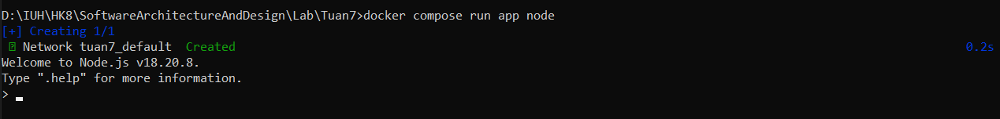 D:\IUH\HK8\SoftwareArchitectureAndDesign\Lab\Tuan7>docker compose run app node
[+] Creating 1/1
Network tuan7_default Created 0.2s
Welcome to Node.js v18.20.8.
Type ".help" for more information.
>